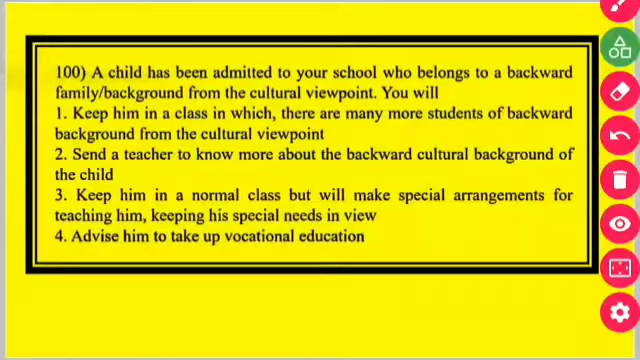 100) A child has been admitted to your school who belongs to a backward
family/background from the cultural viewpoint. You will
1. Keep him in a class in which, there are many more students of backward
background from the cultural viewpoint
2. Send a teacher to know more about the backward cultural background of
the child
3. Keep him in a normal class but will make special arrangements for
teaching him, keeping his special needs in view
4. Advise him to take up vocational education